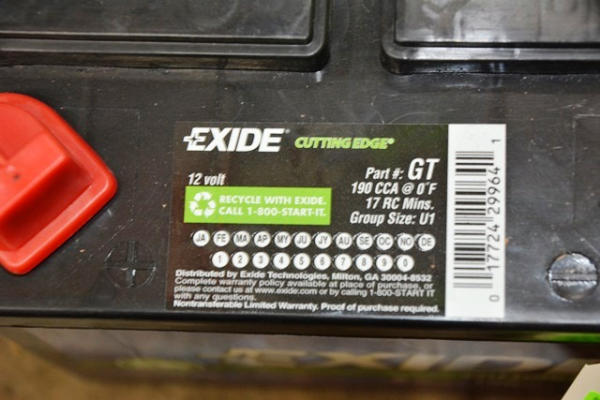 EXIDE® CUTTING EDGE®
12 volt
Part #: GT
190 CCA @ 0°F
17 RC Mins.
Group Size: U1
RECYCLE WITH EXIDE.
CALL 1-800-START-IT.
JA FE MA AP MY JU JY AU SE OC NO DE
1 2 3 4 5 6 7 8 9 0
Distributed by Exide Technologies, Milton, GA 30004-8532
Complete warranty policy available at place of purchase, or
please contact us at www.exide.com or by calling 1-800-START IT
with any questions.
Nontransferable Limited Warranty. Proof of purchase required.
0 17724 29964 1
EXIDE